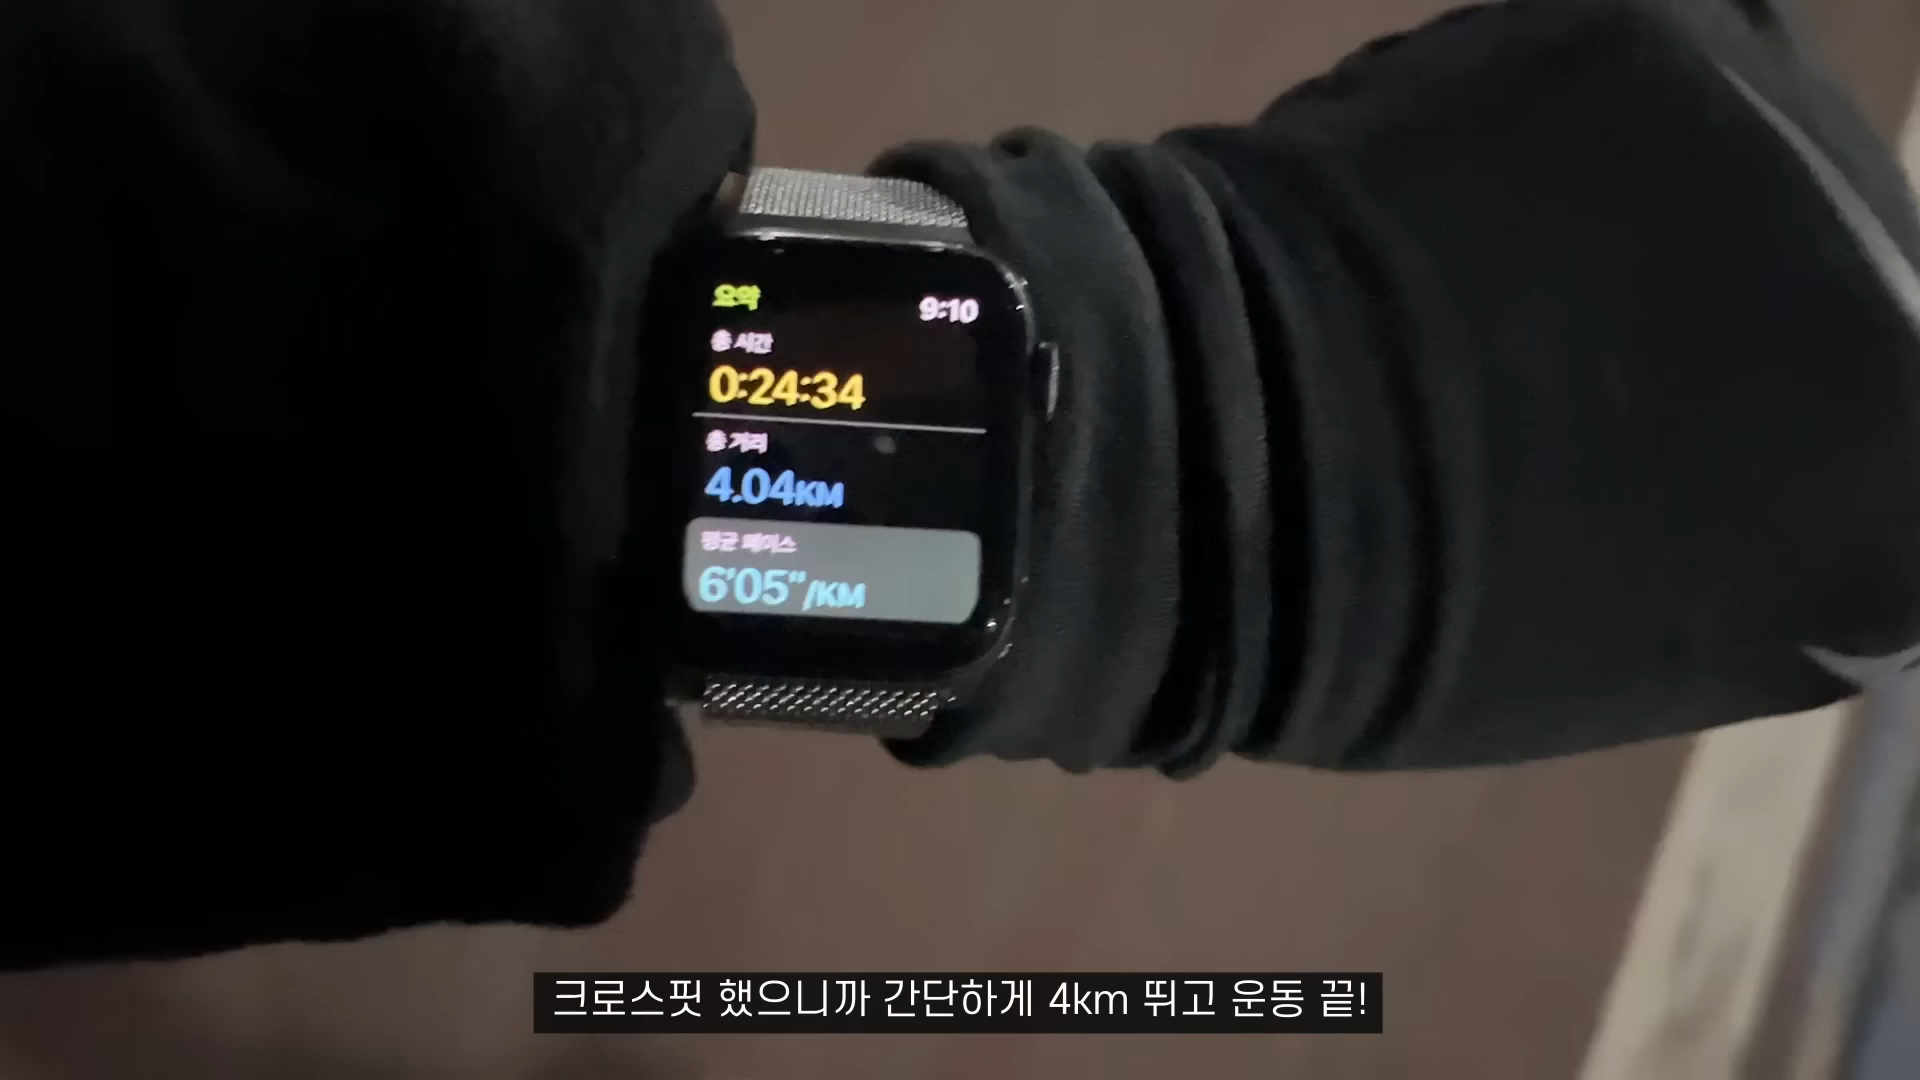 요약
9:10
총 시간
0:24:34
총 거리
4.04KM
평균 페이스
6'05"/KM
크로스핏 했으니까 간단하게 4km 뛰고 운동 끝!